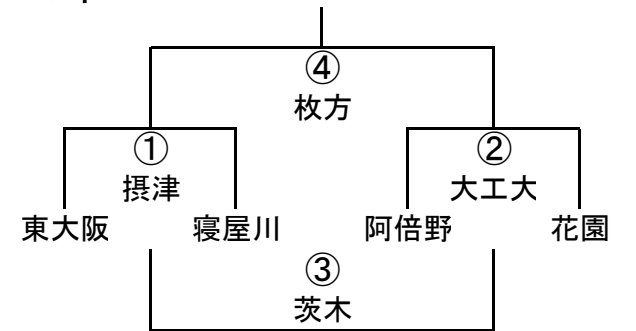 ④
枚方
①
摂津
②
大工大
東大阪
寝屋川
阿倍野
花園
③
茨木